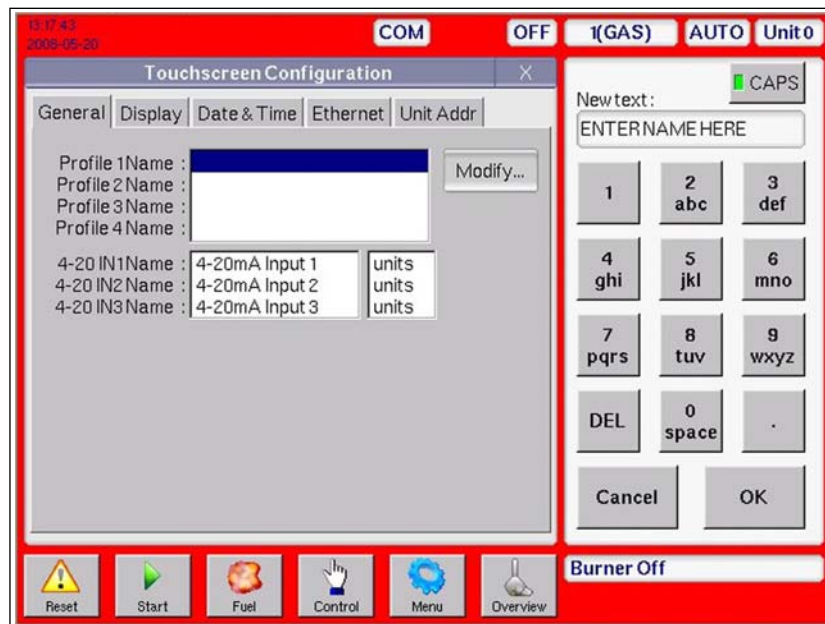 13:17:43
2008-05-20
COM
OFF
1(GAS)
AUTO
Unit 0
Touchscreen Configuration
X
General
Display
Date & Time
Ethernet
Unit Addr
Profile 1 Name :
Profile 2 Name :
Profile 3 Name :
Profile 4 Name :
Modify...
4-20 IN1 Name : 4-20mA Input 1 units
4-20 IN2 Name : 4-20mA Input 2 units
4-20 IN3 Name : 4-20mA Input 3 units
CAPS
New text :
ENTER NAME HERE
1
2
abc
3
def
4
ghi
5
jkl
6
mno
7
pqrs
8
tuv
9
wxyz
DEL
0
space
.
Cancel
OK
Reset
Start
Fuel
Control
Menu
Overview
Burner Off